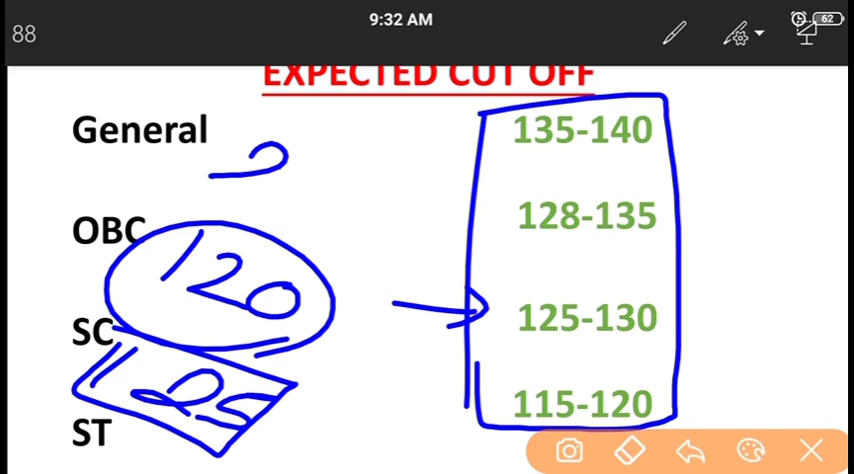 9:32 AM
62
88
EXPECTED CUT OFF
General 135-140
OBC 128-135
120
SC 125-130
125
ST 115-120